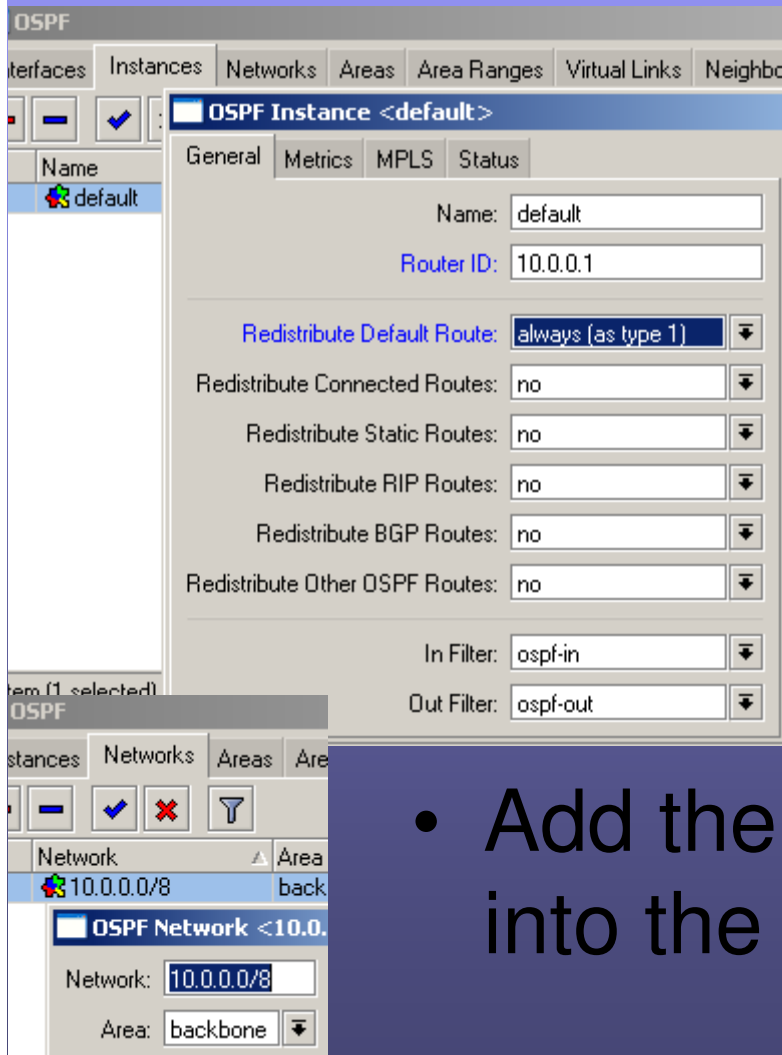 OSPF
terfaces Instances Networks Areas Area Ranges Virtual Links Neighbo
OSPF Instance <default>
General Metrics MPLS Status
Name
default
Name: default
Router ID: 10.0.0.1
Redistribute Default Route: always (as type 1)
Redistribute Connected Routes: no
Redistribute Static Routes: no
Redistribute RIP Routes: no
Redistribute BGP Routes: no
Redistribute Other OSPF Routes: no
In Filter: ospf-in
Out Filter: ospf-out
tem (1 selected)
OSPF
stances Networks Areas Are
Network Area
10.0.0.0/8 back
OSPF Network <10.0.
Network: 10.0.0.0/8
Area: backbone
• Add the
into the